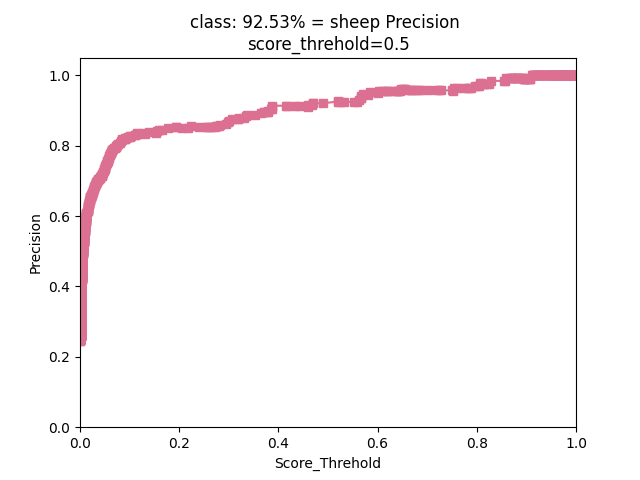 class: 92.53% = sheep Precision
score_threhold=0.5
1.0
0.8
0.6
0.4
0.2
0.0
Precision
0.0 0.2 0.4 0.6 0.8 1.0
Score_Threhold